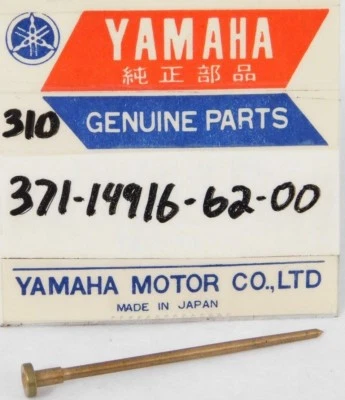 YAMAHA
純正部品
310 GENUINE PARTS
371-14916-62-00
YAMAHA MOTOR CO.,LTD
MADE IN JAPAN